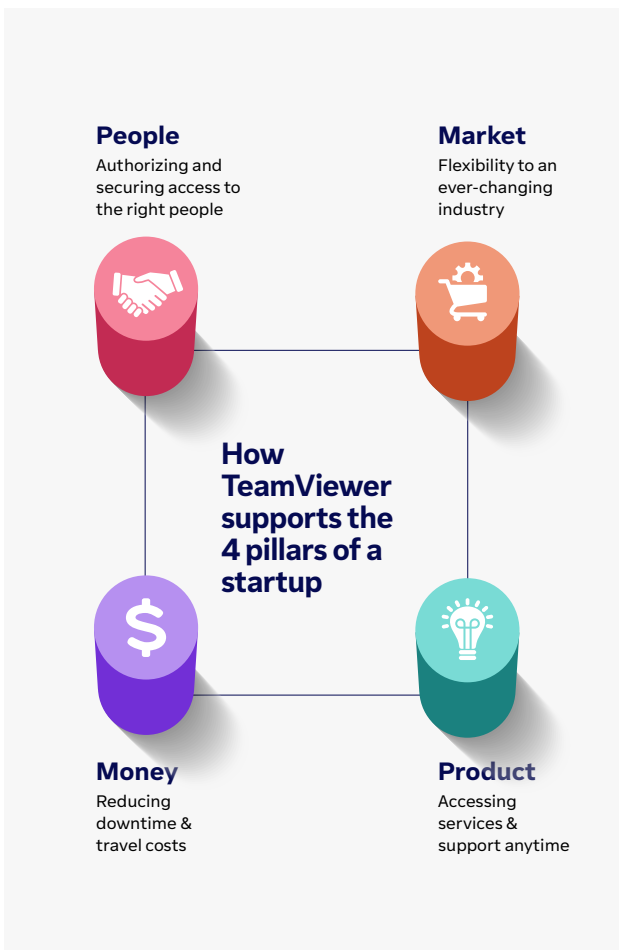 People
Authorizing and
securing access to
the right people
Market
Flexibility to an
ever-changing
industry
How
TeamViewer
supports the
4 pillars of a
startup
$
Money
Reducing
downtime &
travel costs
Product
Accessing
services &
support anytime